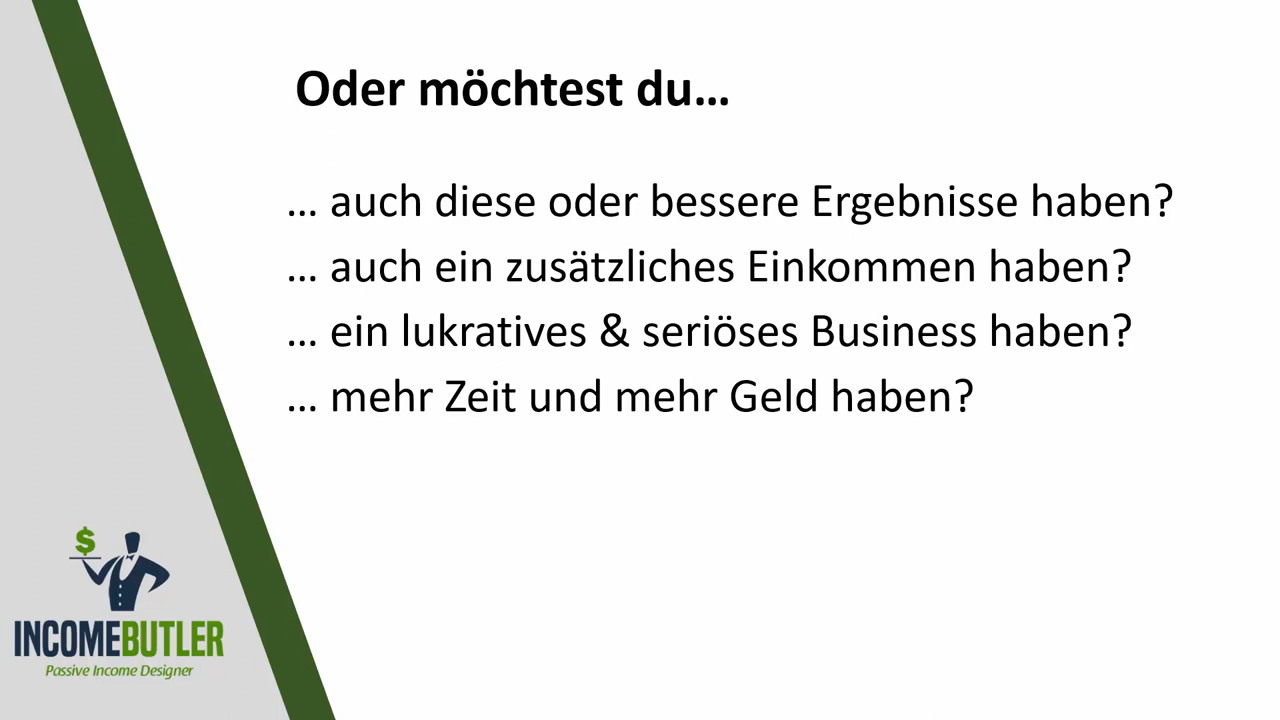 Oder möchtest du…
… auch diese oder bessere Ergebnisse haben?
… auch ein zusätzliches Einkommen haben?
… ein lukratives & seriöses Business haben?
… mehr Zeit und mehr Geld haben?
$
INCOMEBUTLER
Passive Income Designer